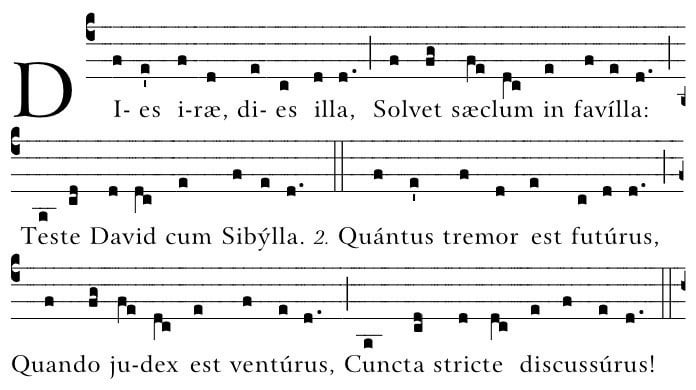 DI- es i-ræ, di- es illa, Solvet sæclum in favílla:
Teste David cum Sibýlla. 2. Quántus tremor est futúrus,
Quando ju-dex est ventúrus, Cuncta stricte discussúrus!